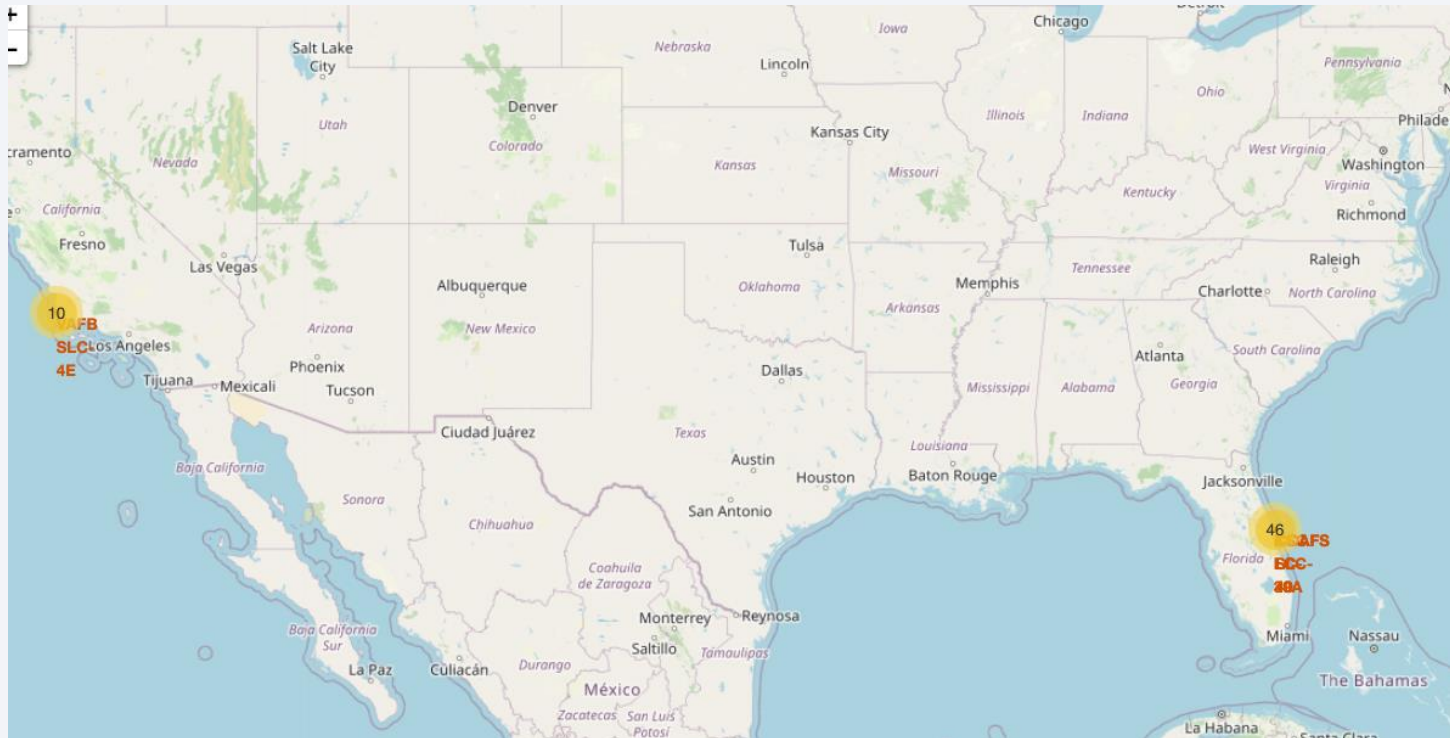 +
−
Chicago
Iowa
Nebraska
Salt Lake
City
Lincoln
Pennsylvania
Denver
Ohio
Utah
Illinois
Indiana
Philade
Kansas City
Colorado
cramento
West Virginia
Nevada
Kansas
Washington
Missouri
Virginia
Kentucky
California
Richmond
Fresno
Tulsa
Las Vegas
Raleigh
Tennessee
Albuquerque
Oklahoma
Memphis
Charlotte
North Carolina
Arkansas
10
VAFB
SLC-
4E
Arizona
New Mexico
Los Angeles
South Carolina
Atlanta
Phoenix
Dallas
Tijuana
Mexicali
Tucson
Mississippi
Alabama
Georgia
Ciudad Juárez
Texas
Louisiana
Austin
Baja California
Houston
Baton Rouge
Jacksonville
Sonora
San Antonio
Chihuahua
46
Florida
Coahuila
de Zaragoza
Monterrey
Reynosa
Baja California
Sur
Saltillo
Tamaulipas
Miami
Nassau
La Paz
Culiacán
Durango
The Bahamas
México
Zacatecas
San Luis
Potosí
La Habana
Santa Clara